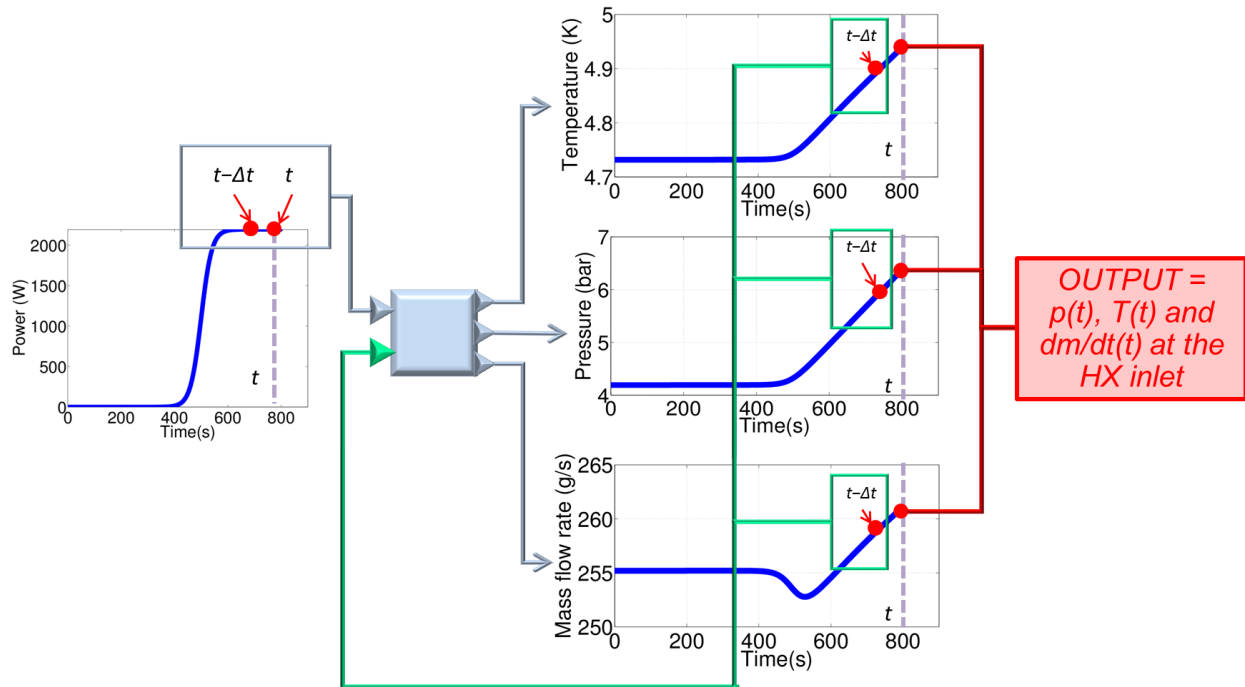 5
4.9
4.8
4.7
Temperature (K)
t−Δt
t
0 200 400 600 800
Time(s)
t−Δt t
2000
1500
1000
500
0
Power (W)
t
0 200 400 600 800
Time(s)
7
6
5
4
Pressure (bar)
t−Δt
t
0 200 400 600 800
Time(s)
OUTPUT =
p(t), T(t) and
dm/dt(t) at the
HX inlet
265
260
255
250
Mass flow rate (g/s)
t−Δt
t
0 200 400 600 800
Time(s)